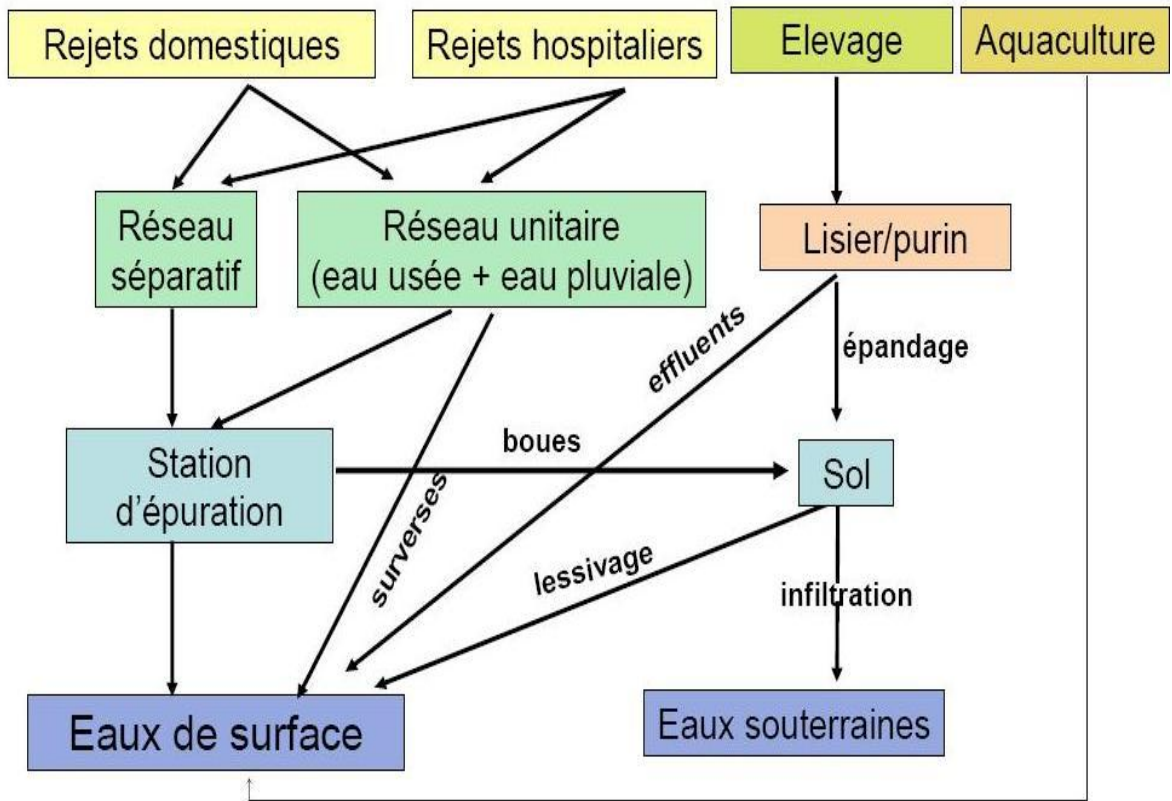 Rejets domestiques
Rejets hospitaliers
Elevage
Aquaculture
Réseau
séparatif
Réseau unitaire
(eau usée + eau pluviale)
Lisier/purin
effluents
épandage
Station
d'épuration
boues
Sol
surverses
lessivage
infiltration
Eaux de surface
Eaux souterraines